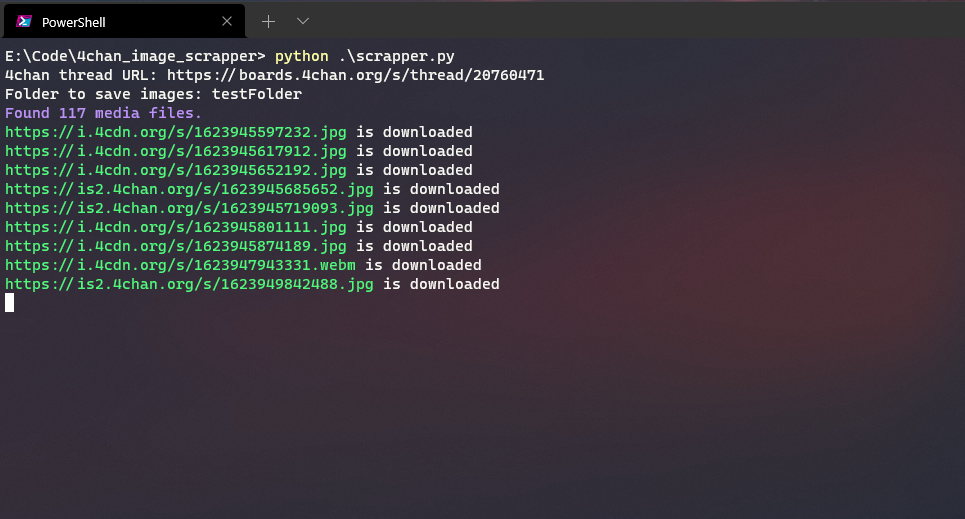 PowerShell
E:\Code\4chan_image_scrapper> python .\scrapper.py
4chan thread URL: https://boards.4chan.org/s/thread/20760471
Folder to save images: testFolder
Found 117 media files.
https://i.4cdn.org/s/1623945597232.jpg is downloaded
https://i.4cdn.org/s/1623945617912.jpg is downloaded
https://i.4cdn.org/s/1623945652192.jpg is downloaded
https://is2.4chan.org/s/1623945685652.jpg is downloaded
https://is2.4chan.org/s/1623945719093.jpg is downloaded
https://i.4cdn.org/s/1623945801111.jpg is downloaded
https://i.4cdn.org/s/1623945874189.jpg is downloaded
https://i.4cdn.org/s/1623947943331.webm is downloaded
https://is2.4chan.org/s/1623949842488.jpg is downloaded